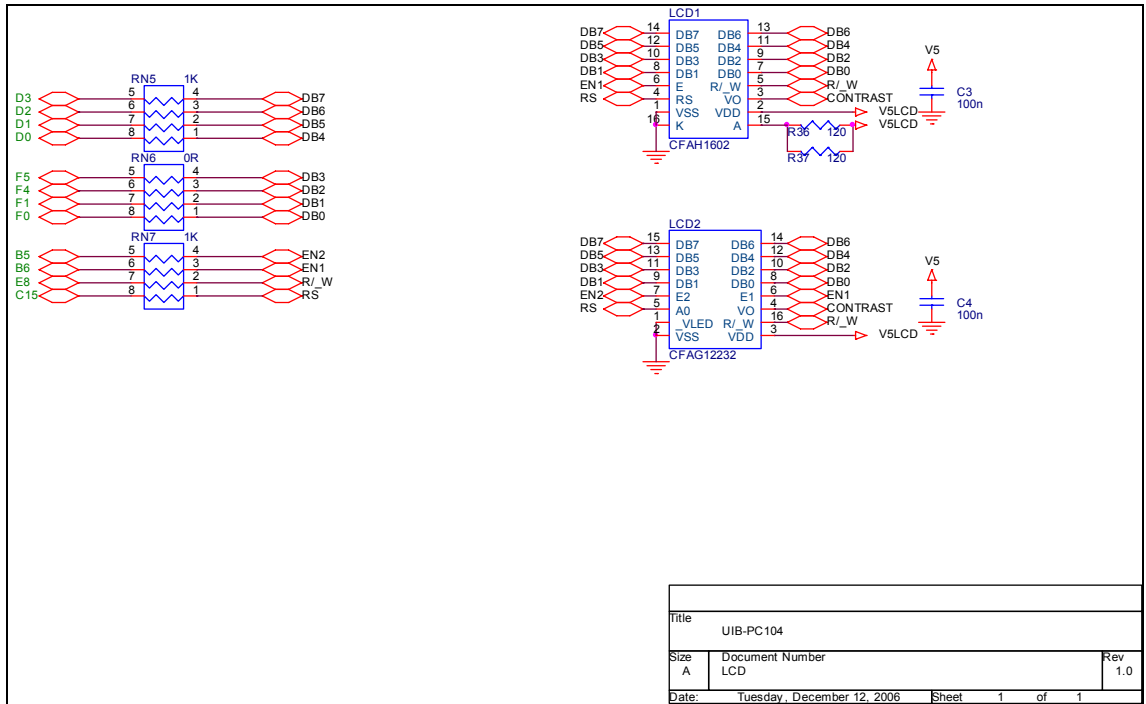 RN5 1K
D3 5 4 DB7
D2 6 3 DB6
D1 7 2 DB5
D0 8 1 DB4
RN6 0R
F5 5 4 DB3
F4 6 3 DB2
F1 7 2 DB1
F0 8 1 DB0
RN7 1K
B5 5 4 EN2
B6 6 3 EN1
E8 7 2 R/_W
C15 8 1 RS
LCD1
DB7 14 DB7 DB6 13 DB6
DB5 12 DB5 DB4 11 DB4
DB3 10 DB3 DB2 9 DB2
DB1 8 DB1 DB0 7 DB0
EN1 6 E R/_W 5 R/_W
RS 4 RS VO 3 CONTRAST
1 VSS VDD 2 V5LCD
16 K A 15 V5LCD
R36 120
R37 120
CFAH1602
V5
C3
100n
LCD2
DB7 15 DB7 DB6 14 DB6
DB5 13 DB5 DB4 12 DB4
DB3 11 DB3 DB2 10 DB2
DB1 9 DB1 DB0 8 DB0
EN2 7 E2 E1 6 EN1
RS 5 A0 VO 4 CONTRAST
1 _VLED R/_W 16 R/_W
2 VSS VDD 3 V5LCD
CFAG12232
V5
C4
100n
Title
UIB-PC104
Size Document Number Rev
A LCD 1.0
Date: Tuesday, December 12, 2006 Sheet 1 of 1